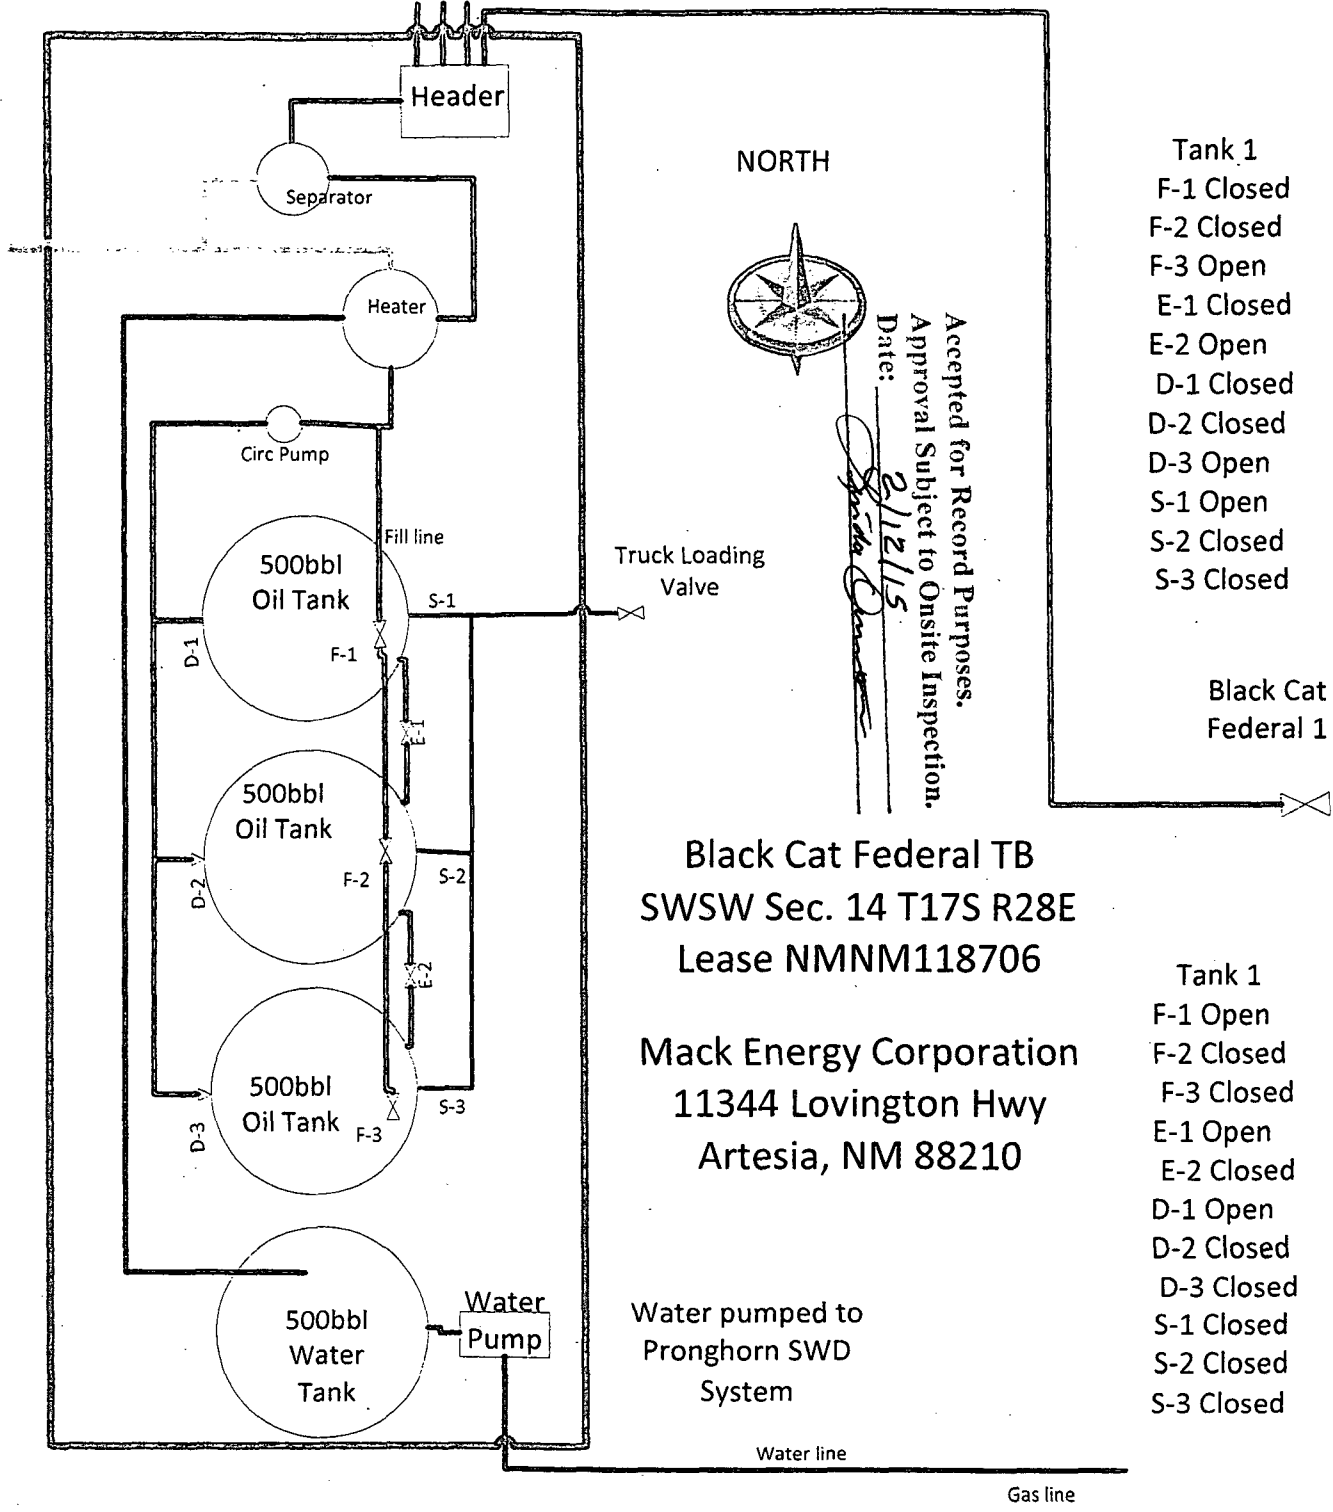 Header
Separator
Heater
Circ Pump
Fill line
500bbl
Oil Tank
S-1
F-1
D-1
E-1
500bbl
Oil Tank
F-2
S-2
D-2
E-2
500bbl
Oil Tank
F-3
S-3
D-3
500bbl
Water
Tank
Water
Pump
NORTH
Truck Loading
Valve
Accepted for Record Purposes.
Approval Subject to Onsite Inspection.
Date: 2/12/15
Black Cat Federal TB
SWSW Sec. 14 T17S R28E
Lease NMNM118706
Mack Energy Corporation
11344 Lovington Hwy
Artesia, NM 88210
Water pumped to
Pronghorn SWD
System
Water line
Gas line
Tank 1
F-1 Closed
F-2 Closed
F-3 Open
E-1 Closed
E-2 Open
D-1 Closed
D-2 Closed
D-3 Open
S-1 Open
S-2 Closed
S-3 Closed
Black Cat
Federal 1
Tank 1
F-1 Open
F-2 Closed
F-3 Closed
E-1 Open
E-2 Closed
D-1 Open
D-2 Closed
D-3 Closed
S-1 Closed
S-2 Closed
S-3 Closed